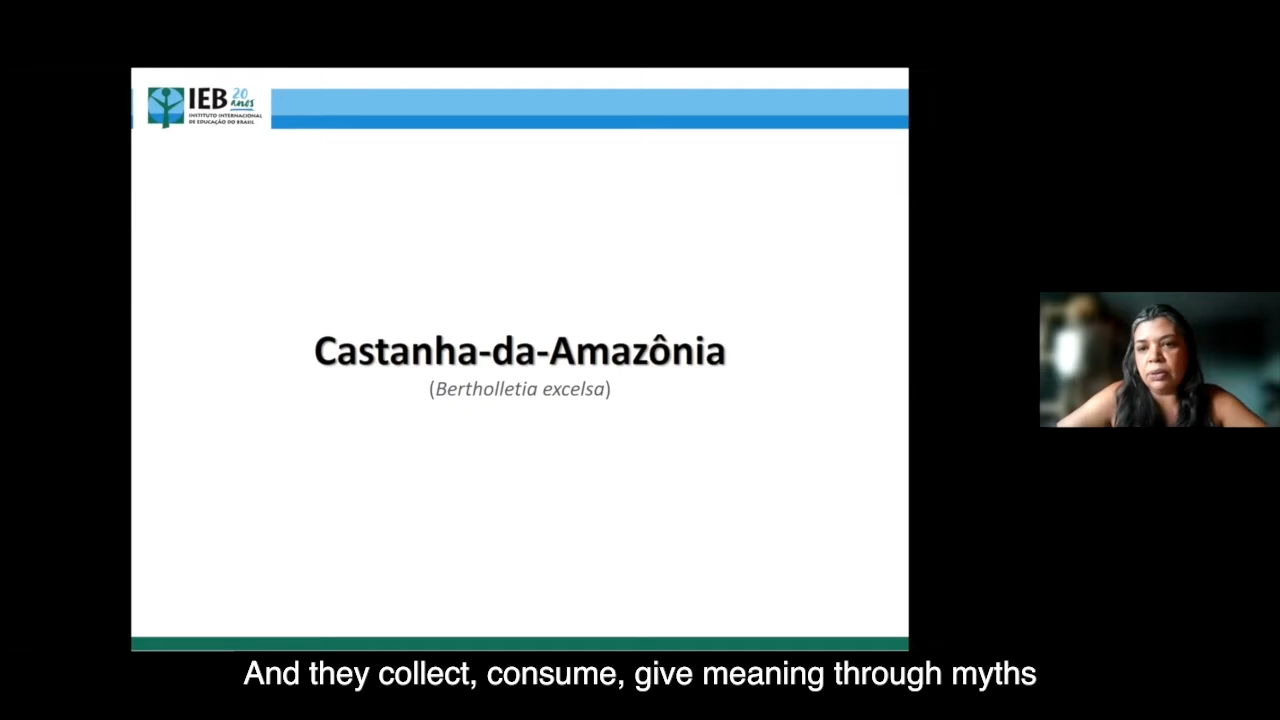 IEB 20 anos
INSTITUTO INTERNACIONAL
DE EDUCAÇÃO DO BRASIL
Castanha-da-Amazônia
(Bertholletia excelsa)
And they collect, consume, give meaning through myths